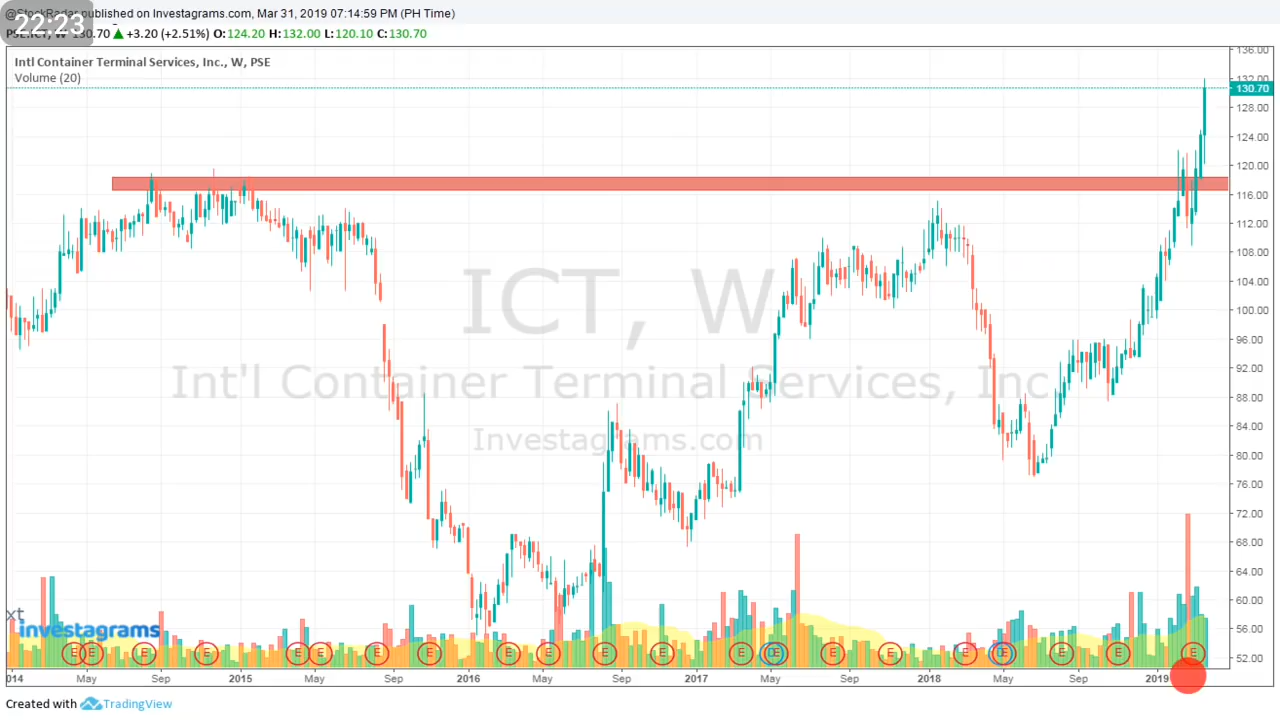 22:23
@StockRadar published on Investagrams.com, Mar 31, 2019 07:14:59 PM (PH Time)
PSE:ICT, W 130.70 ▲ +3.20 (+2.51%) O:124.20 H:132.00 L:120.10 C:130.70
Intl Container Terminal Services, Inc., W, PSE
Volume (20)
136.00
132.00
130.70
128.00
124.00
120.00
116.00
112.00
108.00
104.00
100.00
96.00
92.00
88.00
84.00
80.00
76.00
72.00
68.00
64.00
60.00
56.00
52.00
ICT, W
Int'l Container Terminal Services, Inc
Investagrams.com
xt
investagrams
E E E E E E E E E E E E E E E E E E E E E
014 May Sep 2015 May Sep 2016 May Sep 2017 May Sep 2018 May Sep 2019
Created with TradingView